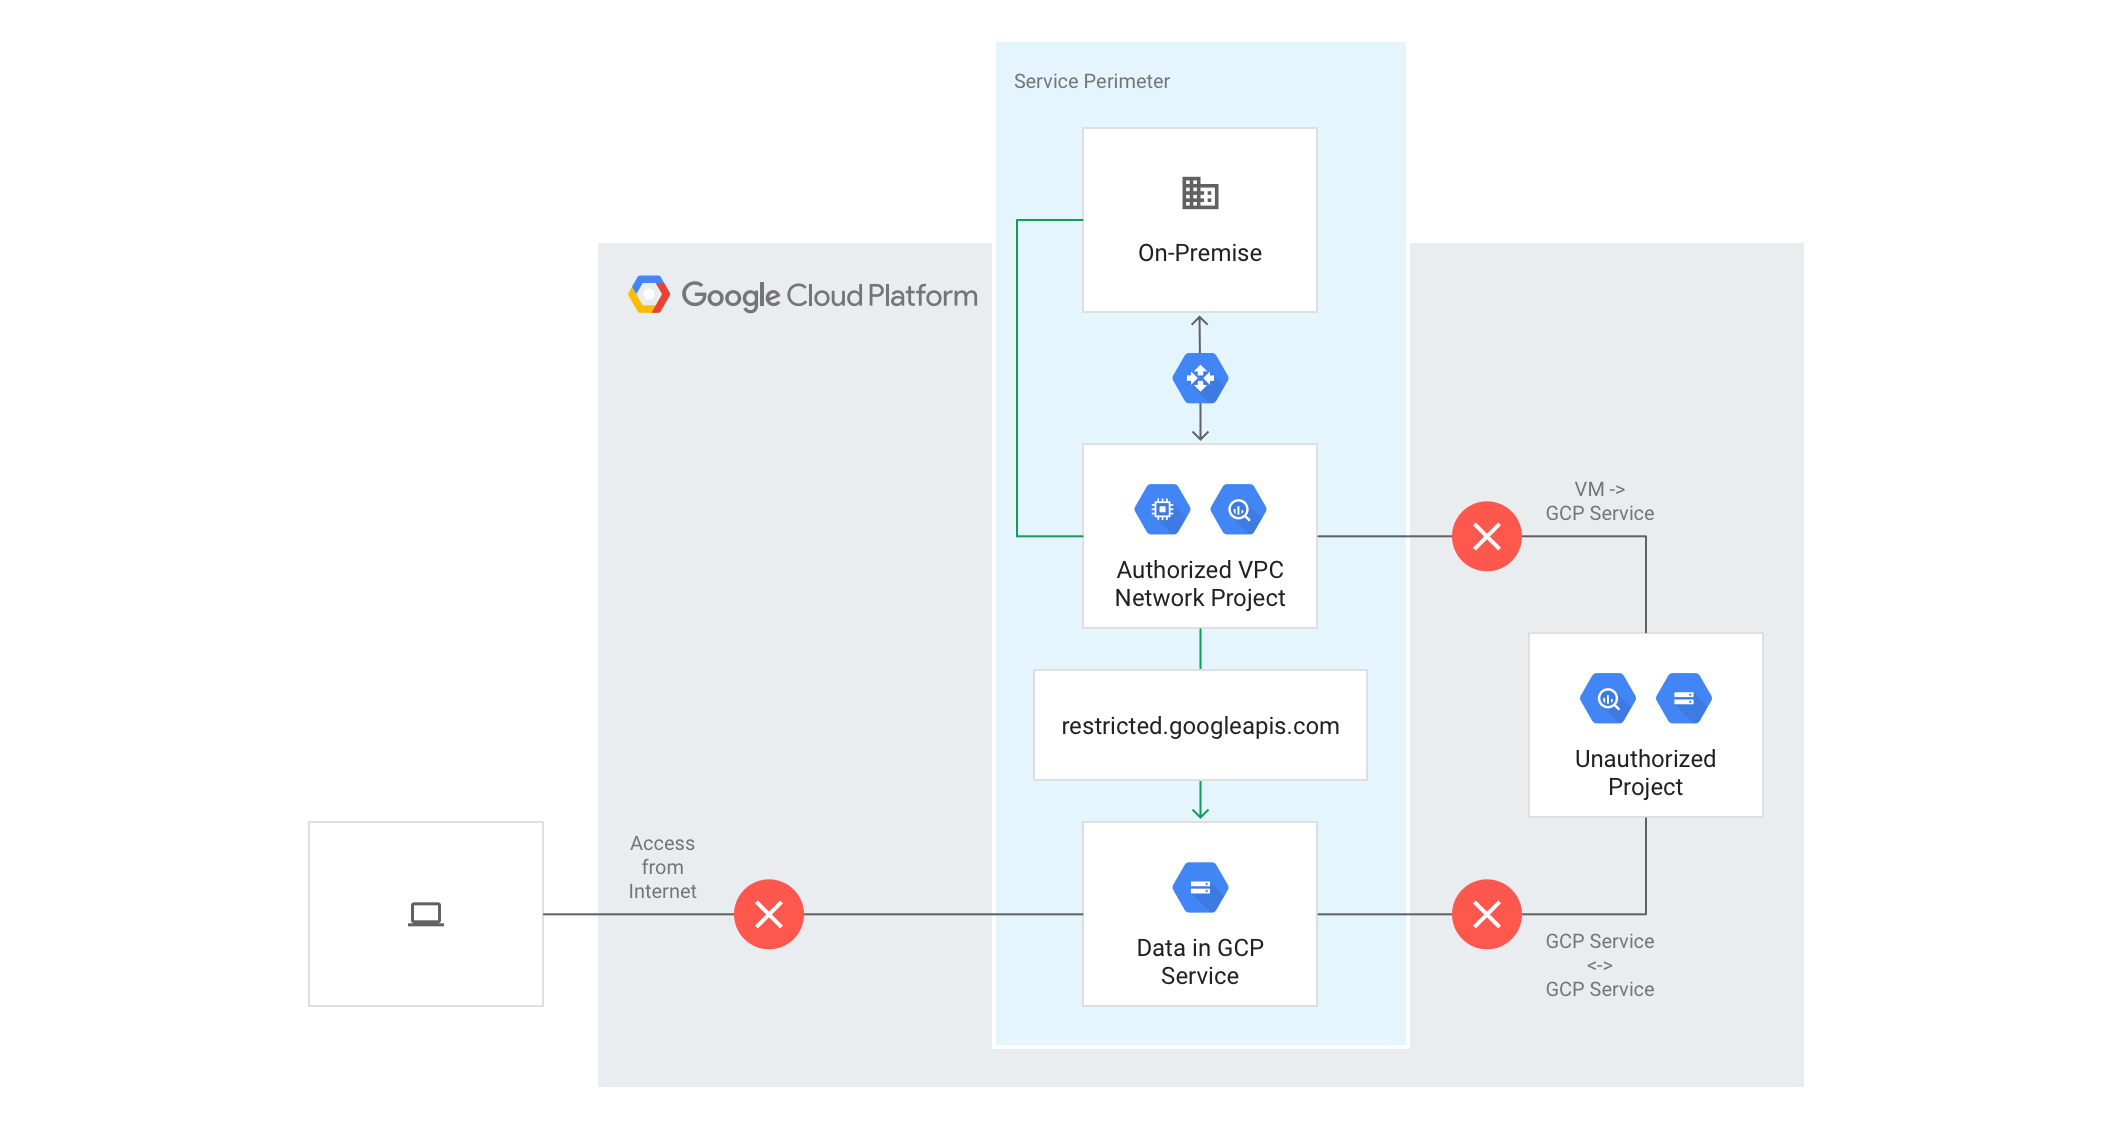 Service Perimeter
On-Premise
Google Cloud Platform
VM ->
GCP Service
Authorized VPC
Network Project
restricted.googleapis.com
Unauthorized
Project
Access
from
Internet
Data in GCP
Service
GCP Service
<->
GCP Service